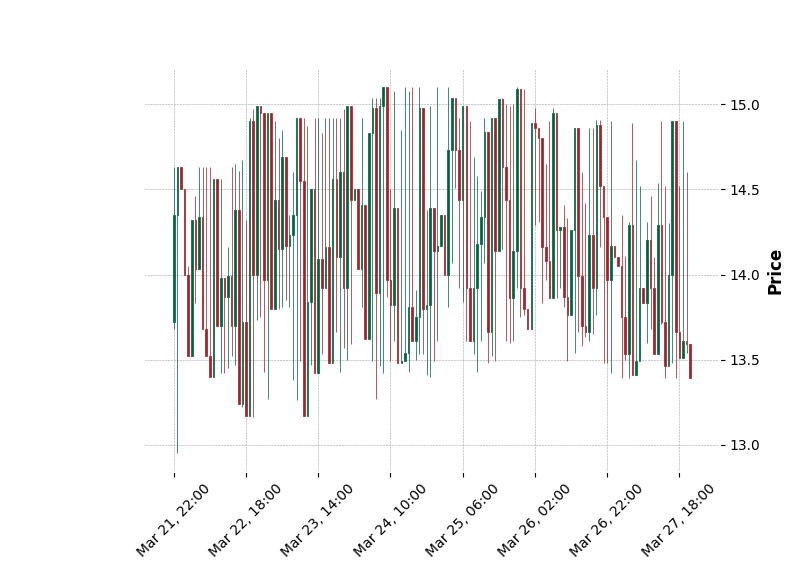 15.0
14.5
14.0
13.5
13.0
Price
Mar 21, 22:00
Mar 22, 18:00
Mar 23, 14:00
Mar 24, 10:00
Mar 25, 06:00
Mar 26, 02:00
Mar 26, 22:00
Mar 27, 18:00